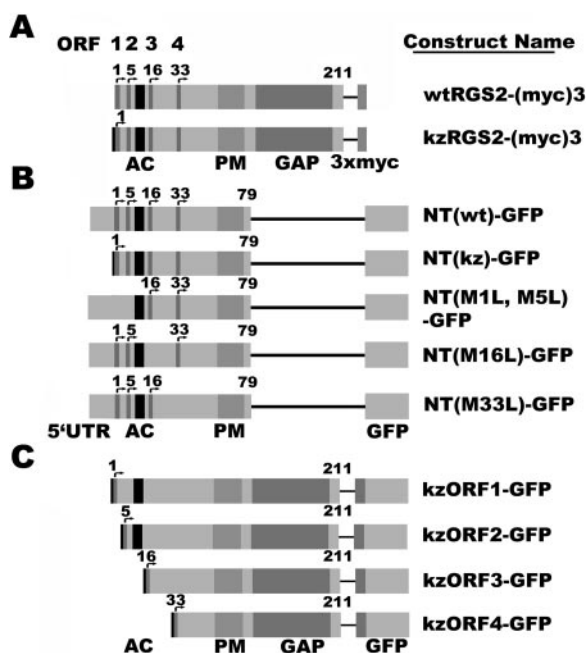 A
ORF 1 2 3 4 Construct Name
1 5 16 33 211 wtRGS2-(myc)3
1 kzRGS2-(myc)3
AC PM GAP 3xmyc
B
1 5 16 33 79 NT(wt)-GFP
1 79 NT(kz)-GFP
16 33 79 NT(M1L, M5L)
-GFP
1 5 33 79 NT(M16L)-GFP
1 5 16 79 NT(M33L)-GFP
5'UTR AC PM GFP
C
1 211 kzORF1-GFP
5 211 kzORF2-GFP
16 211 kzORF3-GFP
33 211 kzORF4-GFP
AC PM GAP GFP